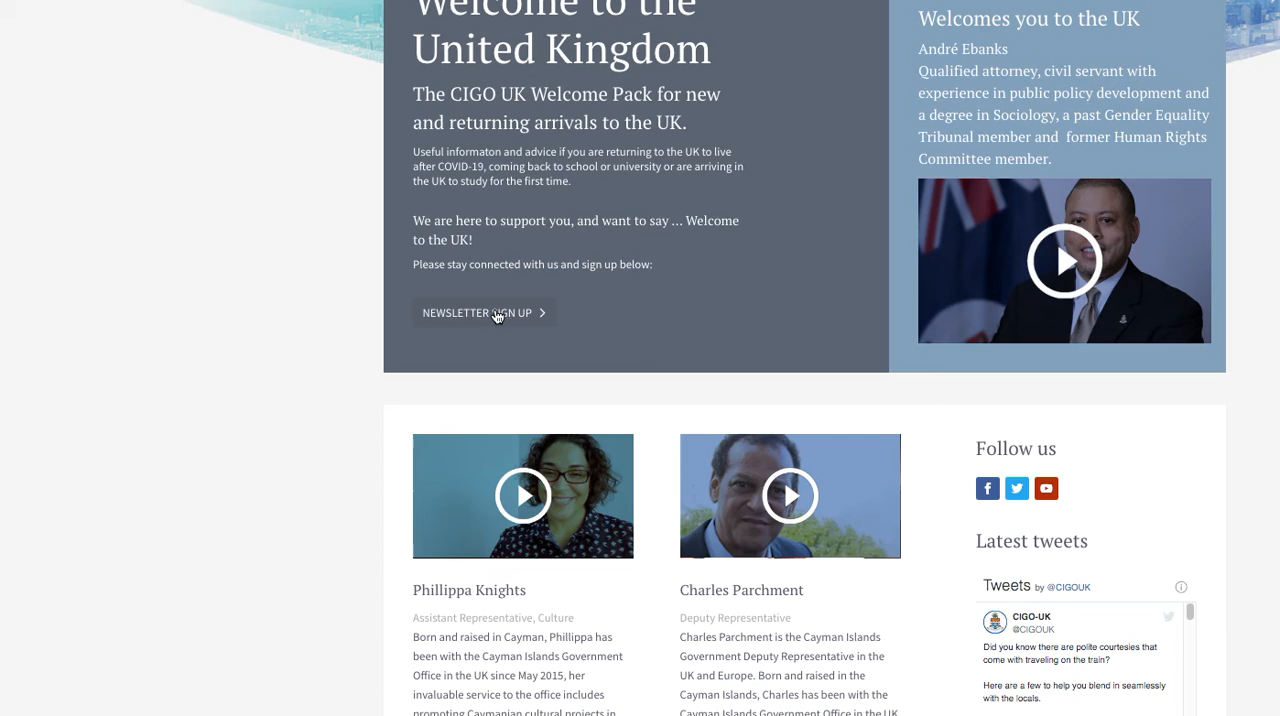 Welcome to the
United Kingdom
The CIGO UK Welcome Pack for new
and returning arrivals to the UK.
Useful informaton and advice if you are returning to the UK to live
after COVID-19, coming back to school or university or are arriving in
the UK to study for the first time.
We are here to support you, and want to say ... Welcome
to the UK!
Please stay connected with us and sign up below:
NEWSLETTER SIGN UP
Welcomes you to the UK
André Ebanks
Qualified attorney, civil servant with
experience in public policy development and
a degree in Sociology, a past Gender Equality
Tribunal member and former Human Rights
Committee member.
Phillippa Knights
Assistant Representative, Culture
Born and raised in Cayman, Phillippa has
been with the Cayman Islands Government
Office in the UK since May 2015, her
invaluable service to the office includes
promoting Caymanian cultural projects in
Charles Parchment
Deputy Representative
Charles Parchment is the Cayman Islands
Government Deputy Representative in the
UK and Europe. Born and raised in the
Cayman Islands, Charles has been with the
Cayman Islands Government Office in the UK
Follow us
Latest tweets
Tweets by @CIGOUK
CIGO-UK
@CIGOUK
Did you know there are polite courtesies that
come with traveling on the train?
Here are a few to help you blend in seamlessly
with the locals.